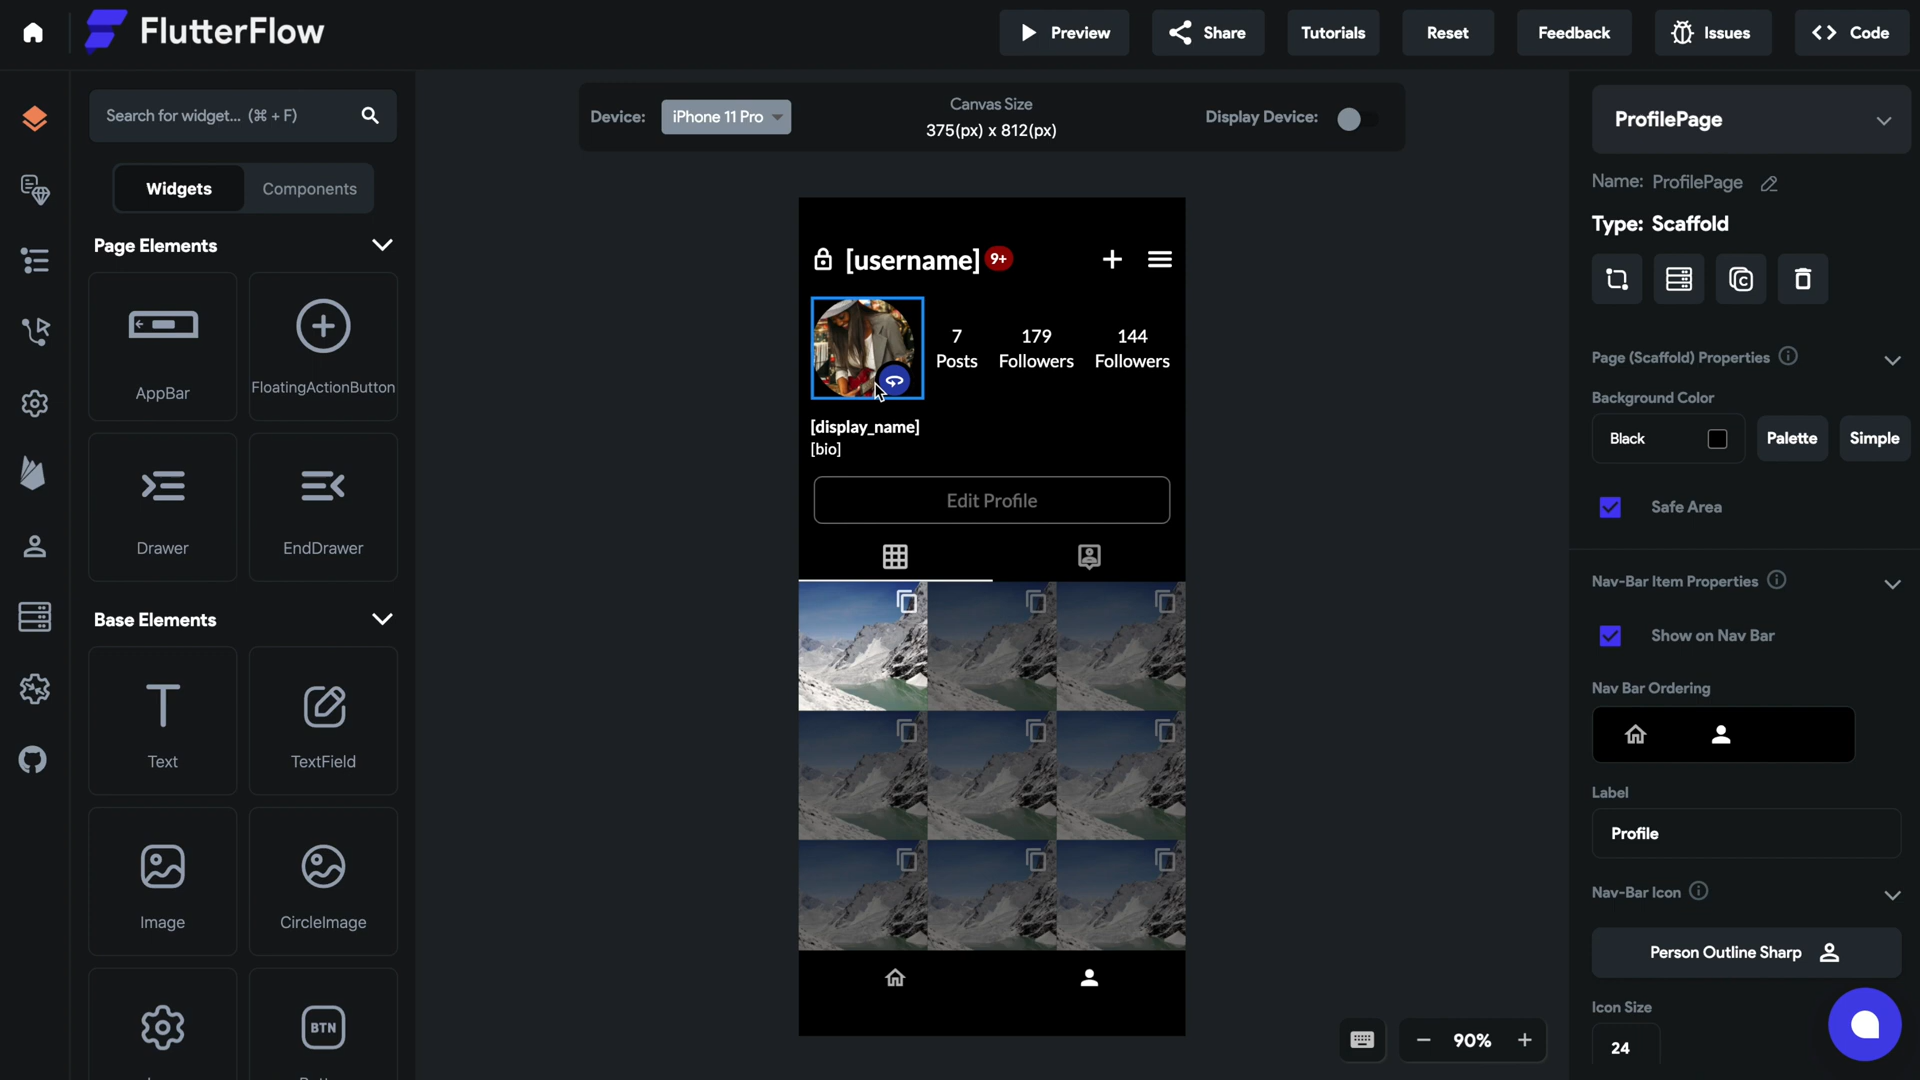 FlutterFlow
Preview
Share
Tutorials
Reset
Feedback
Issues
Code
Search for widget... (⌘ + F)
Widgets
Components
Page Elements
AppBar
FloatingActionButton
Drawer
EndDrawer
Base Elements
Text
TextField
Image
CircleImage
BTN
Device:
iPhone 11 Pro
Canvas Size
375(px) x 812(px)
Display Device:
[username]
9+
7
Posts
179
Followers
144
Followers
[display_name]
[bio]
Edit Profile
90%
ProfilePage
Name: ProfilePage
Type: Scaffold
Page (Scaffold) Properties
Background Color
Black
Palette
Simple
Safe Area
Nav-Bar Item Properties
Show on Nav Bar
Nav Bar Ordering
Label
Profile
Nav-Bar Icon
Person Outline Sharp
Icon Size
24